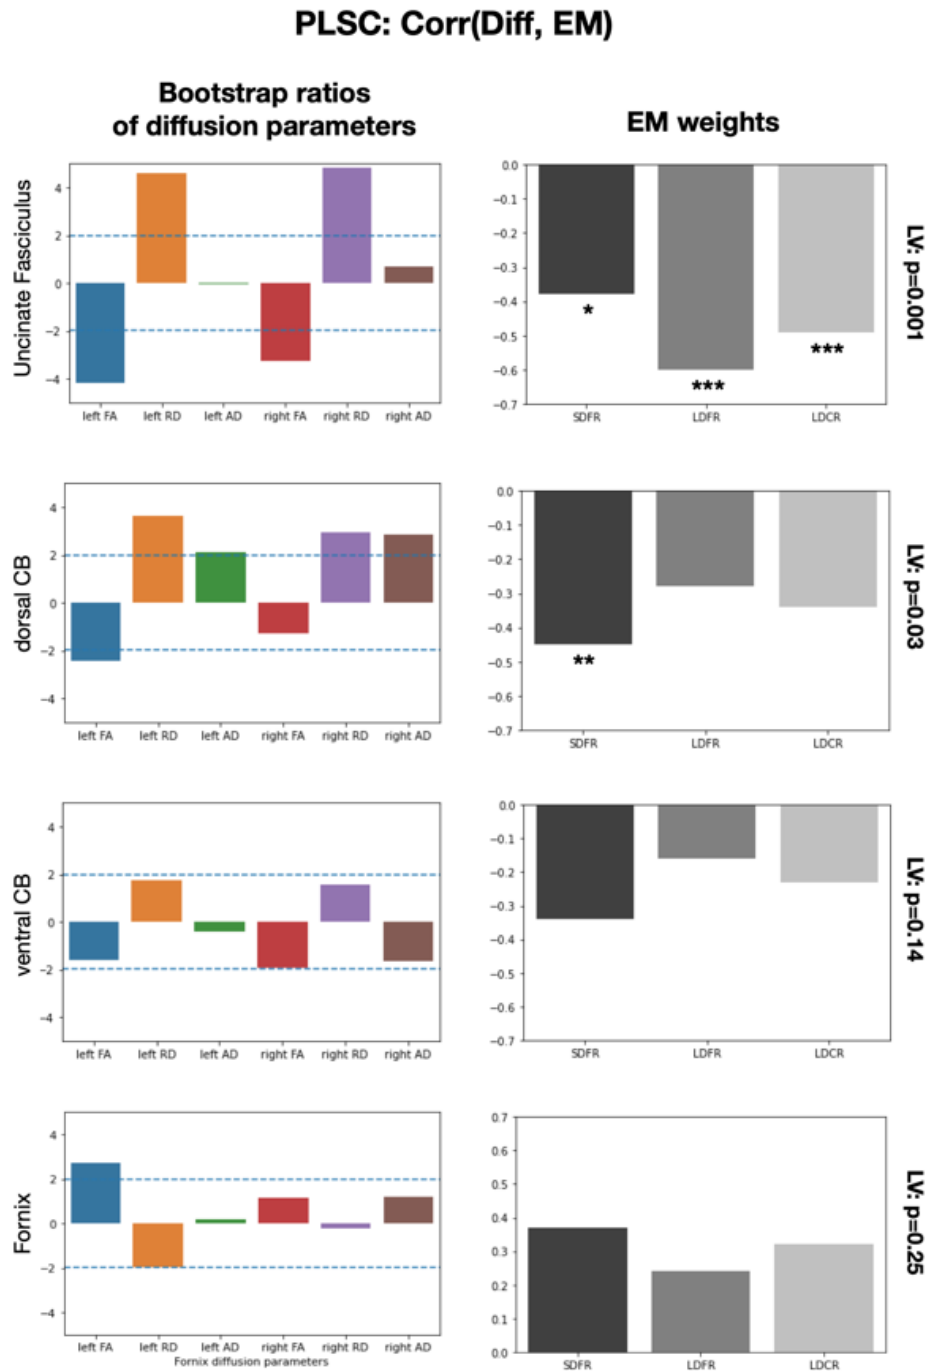 PLSC: Corr(Diff, EM)
Bootstrap ratios
of diffusion parameters
EM weights
Uncinate Fasciculus
4
2
0
−2
−4
left FA left RD left AD right FA right RD right AD
0.0
−0.1
−0.2
−0.3
−0.4
−0.5
−0.6
−0.7
*
***
***
SDFR LDFR LDCR
LV: p=0.001
dorsal CB
4
2
0
−2
−4
left FA left RD left AD right FA right RD right AD
0.0
−0.1
−0.2
−0.3
−0.4
−0.5
−0.6
−0.7
**
SDFR LDFR LDCR
LV: p=0.03
ventral CB
4
2
0
−2
−4
left FA left RD left AD right FA right RD right AD
0.0
−0.1
−0.2
−0.3
−0.4
−0.5
−0.6
−0.7
SDFR LDFR LDCR
LV: p=0.14
Fornix
4
2
0
−2
−4
left FA left RD left AD right FA right RD right AD
Fornix diffusion parameters
0.7
0.6
0.5
0.4
0.3
0.2
0.1
0.0
SDFR LDFR LDCR
LV: p=0.25